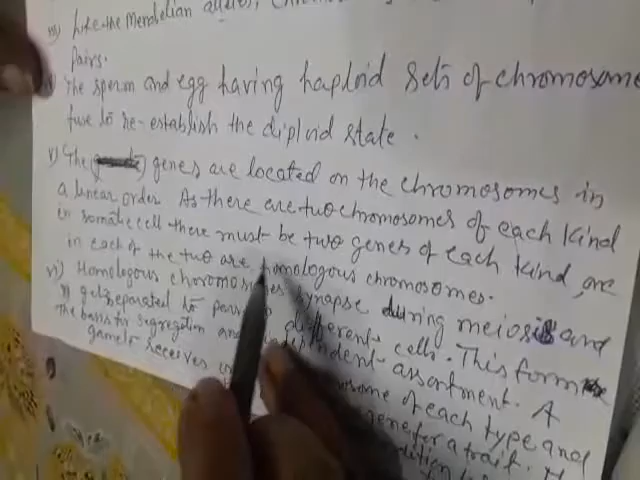 iii) Like the Mendelian alleles,
Pairs.
The sperm and egg having haploid sets of chromosome
fuse to re-establish the diploid state.
v) The genes are located on the chromosomes in
a linear order As there are two chromosomes of each kind
in somatic cell there must be two genes of each kind, one
in each of the two are homologous chromosomes.
vi) Homologous chromosomes synapse during meiosis and
get separated to pass different cells. This form the
The basis for segregation and independent assortment. A
gamete receives of each type and
gene for a trait.